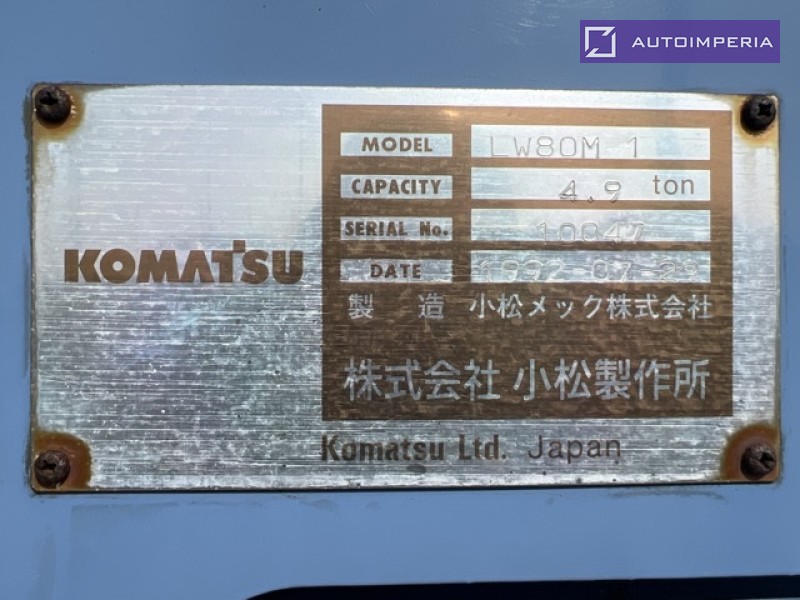 AUTOIMPERIA
KOMATSU
MODEL LW80M 1
CAPACITY 4.9 ton
SERIAL No. 10047
DATE
製 造 小松メック株式会社
株式会社 小松製作所
Komatsu Ltd. Japan